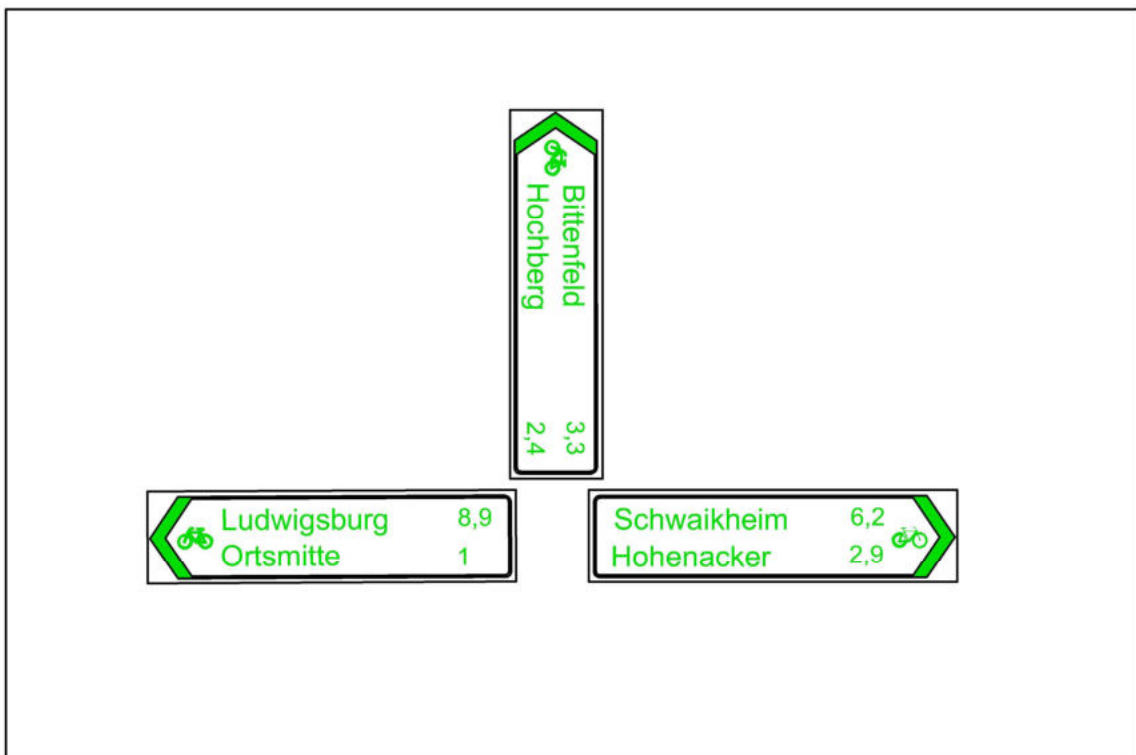 Bittenfeld 3,3
Hochberg 2,4
Ludwigsburg 8,9
Ortsmitte 1
Schwaikheim 6,2
Hohenacker 2,9